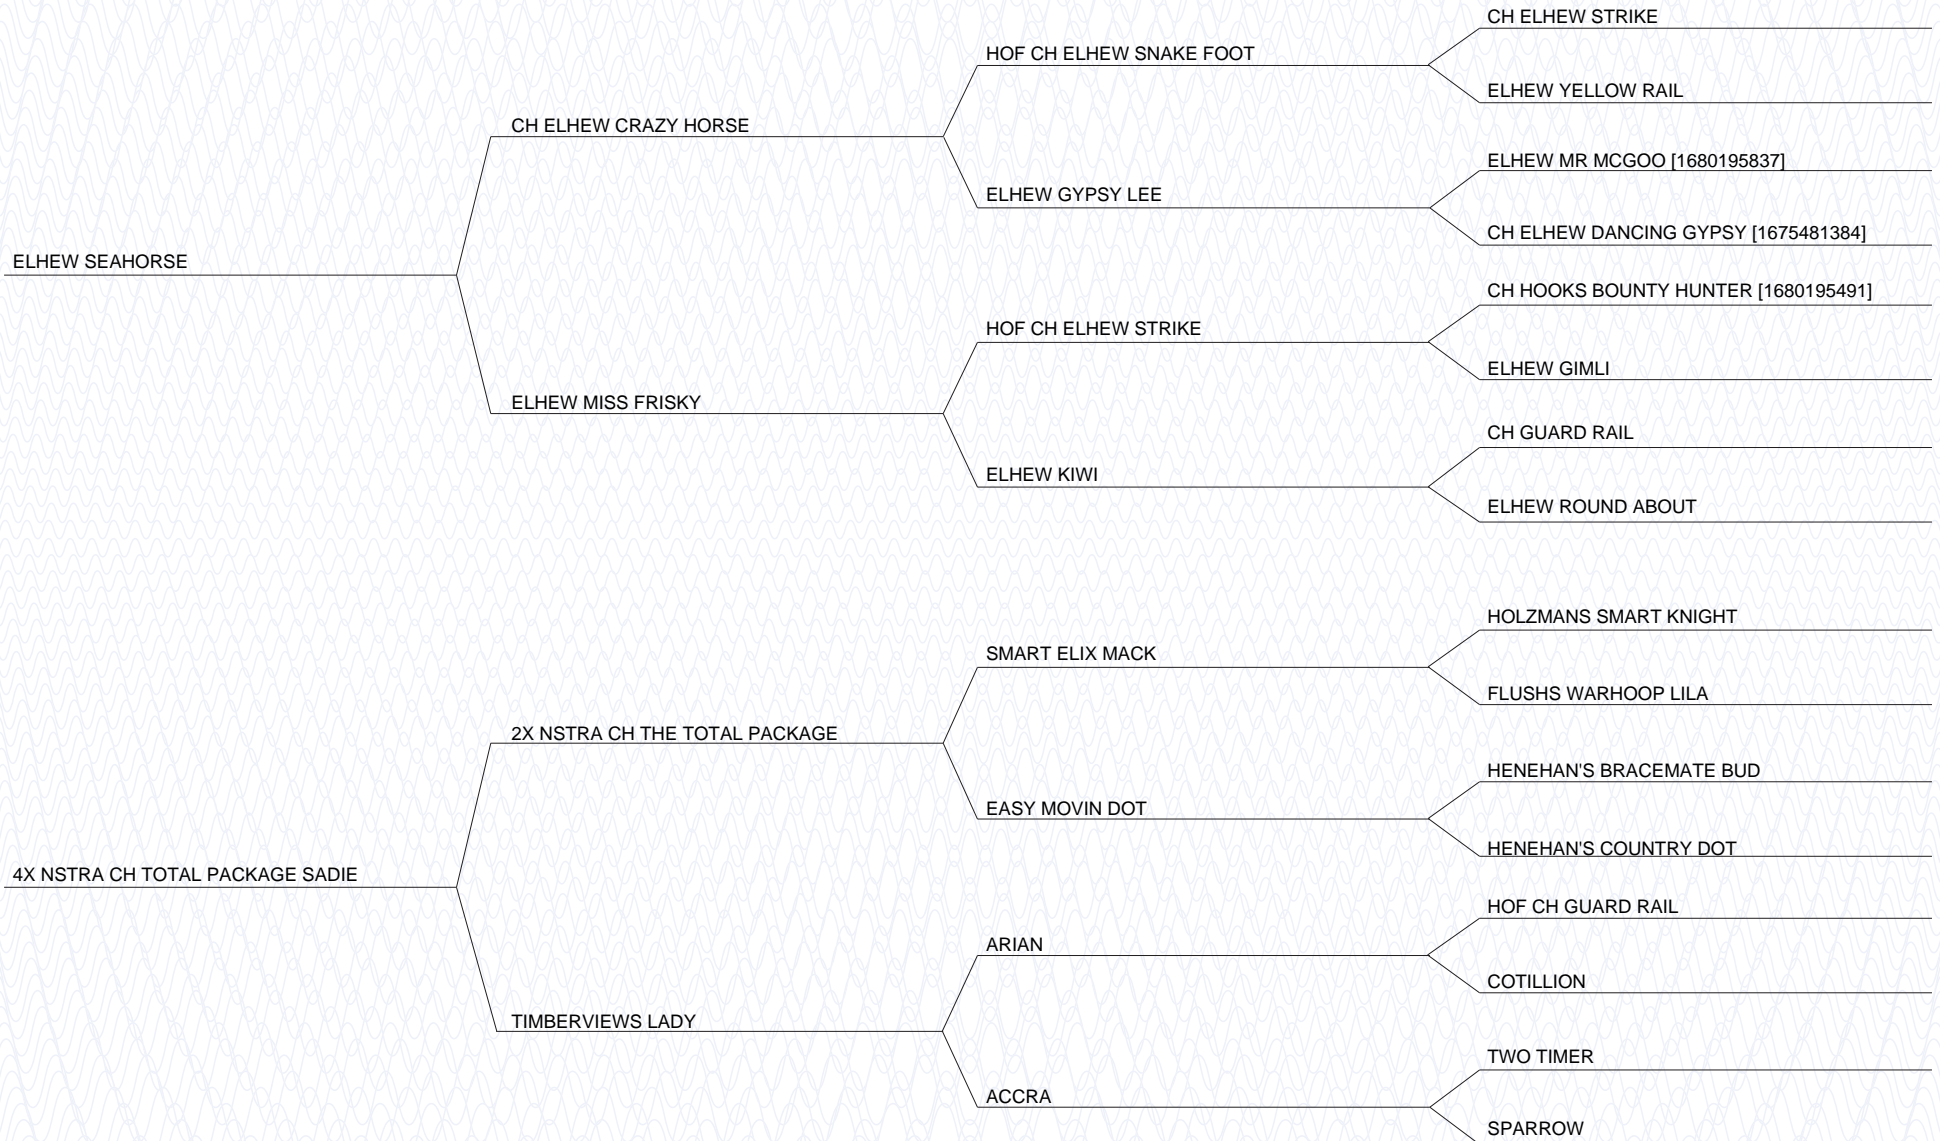 CH ELHEW STRIKE
HOF CH ELHEW SNAKE FOOT
ELHEW YELLOW RAIL
CH ELHEW CRAZY HORSE
ELHEW MR MCGOO [1680195837]
ELHEW GYPSY LEE
CH ELHEW DANCING GYPSY [1675481384]
ELHEW SEAHORSE
CH HOOKS BOUNTY HUNTER [1680195491]
HOF CH ELHEW STRIKE
ELHEW GIMLI
ELHEW MISS FRISKY
CH GUARD RAIL
ELHEW KIWI
ELHEW ROUND ABOUT
HOLZMANS SMART KNIGHT
SMART ELIX MACK
FLUSHS WARHOOP LILA
2X NSTRA CH THE TOTAL PACKAGE
HENEHAN'S BRACEMATE BUD
EASY MOVIN DOT
HENEHAN'S COUNTRY DOT
4X NSTRA CH TOTAL PACKAGE SADIE
HOF CH GUARD RAIL
ARIAN
COTILLION
TIMBERVIEWS LADY
TWO TIMER
ACCRA
SPARROW